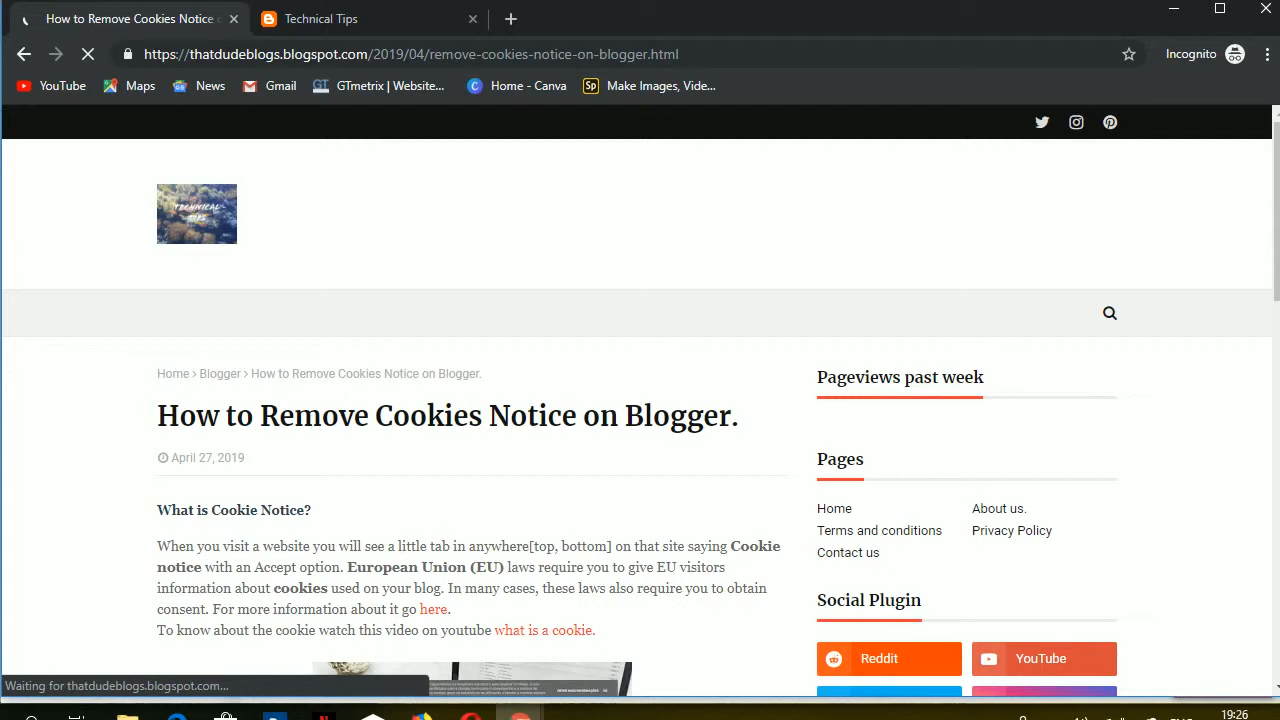 How to Remove Cookies Notice o
Technical Tips
https://thatdudeblogs.blogspot.com/2019/04/remove-cookies-notice-on-blogger.html
Incognito
YouTube
Maps
News
Gmail
GT
GTmetrix | Website...
C
Home - Canva
Sp
Make Images, Vide...
TECHNICAL
TIPS
Home > Blogger > How to Remove Cookies Notice on Blogger.
How to Remove Cookies Notice on Blogger.
April 27, 2019
What is Cookie Notice?
When you visit a website you will see a little tab in anywhere[top, bottom] on that site saying Cookie
notice with an Accept option. European Union (EU) laws require you to give EU visitors
information about cookies used on your blog. In many cases, these laws also require you to obtain
consent. For more information about it go here.
To know about the cookie watch this video on youtube what is a cookie.
Pageviews past week
Pages
Home
About us.
Terms and conditions
Privacy Policy
Contact us
Social Plugin
Reddit
YouTube
Waiting for thatdudeblogs.blogspot.com...
19:26